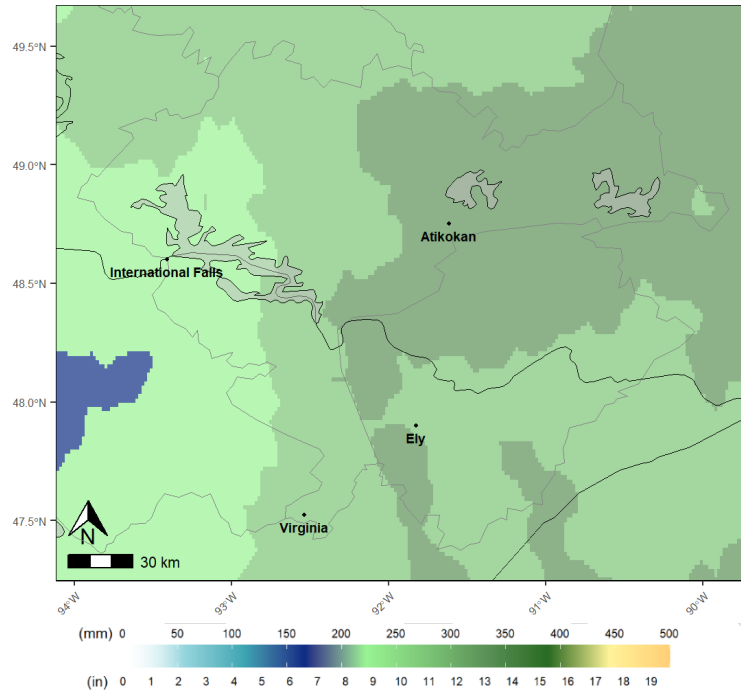 49.5°N
49.0°N
Atikokan
48.5°N
International Falls
48.0°N
Ely
47.5°N
Virginia
N
30 km
94°W
93°W
92°W
91°W
90°W
(mm) 0 50 100 150 200 250 300 350 400 450 500
(in) 0 1 2 3 4 5 6 7 8 9 10 11 12 13 14 15 16 17 18 19